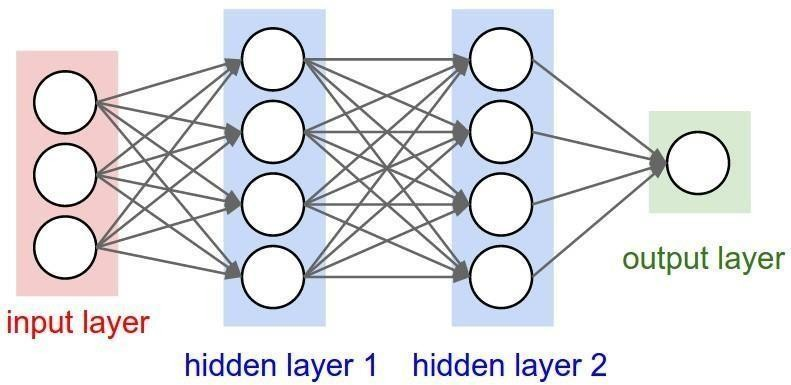 input layer
hidden layer 1
hidden layer 2
output layer